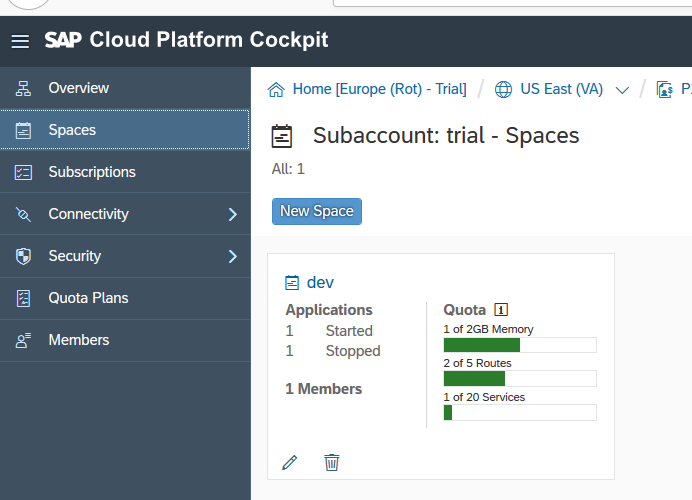 SAP Cloud Platform Cockpit
Overview
Spaces
Subscriptions
Connectivity
Security
Quota Plans
Members
Home [Europe (Rot) - Trial] / US East (VA) /
Subaccount: trial - Spaces
All: 1
New Space
dev
Applications
1 Started
1 Stopped
1 Members
Quota
1 of 2GB Memory
2 of 5 Routes
1 of 20 Services